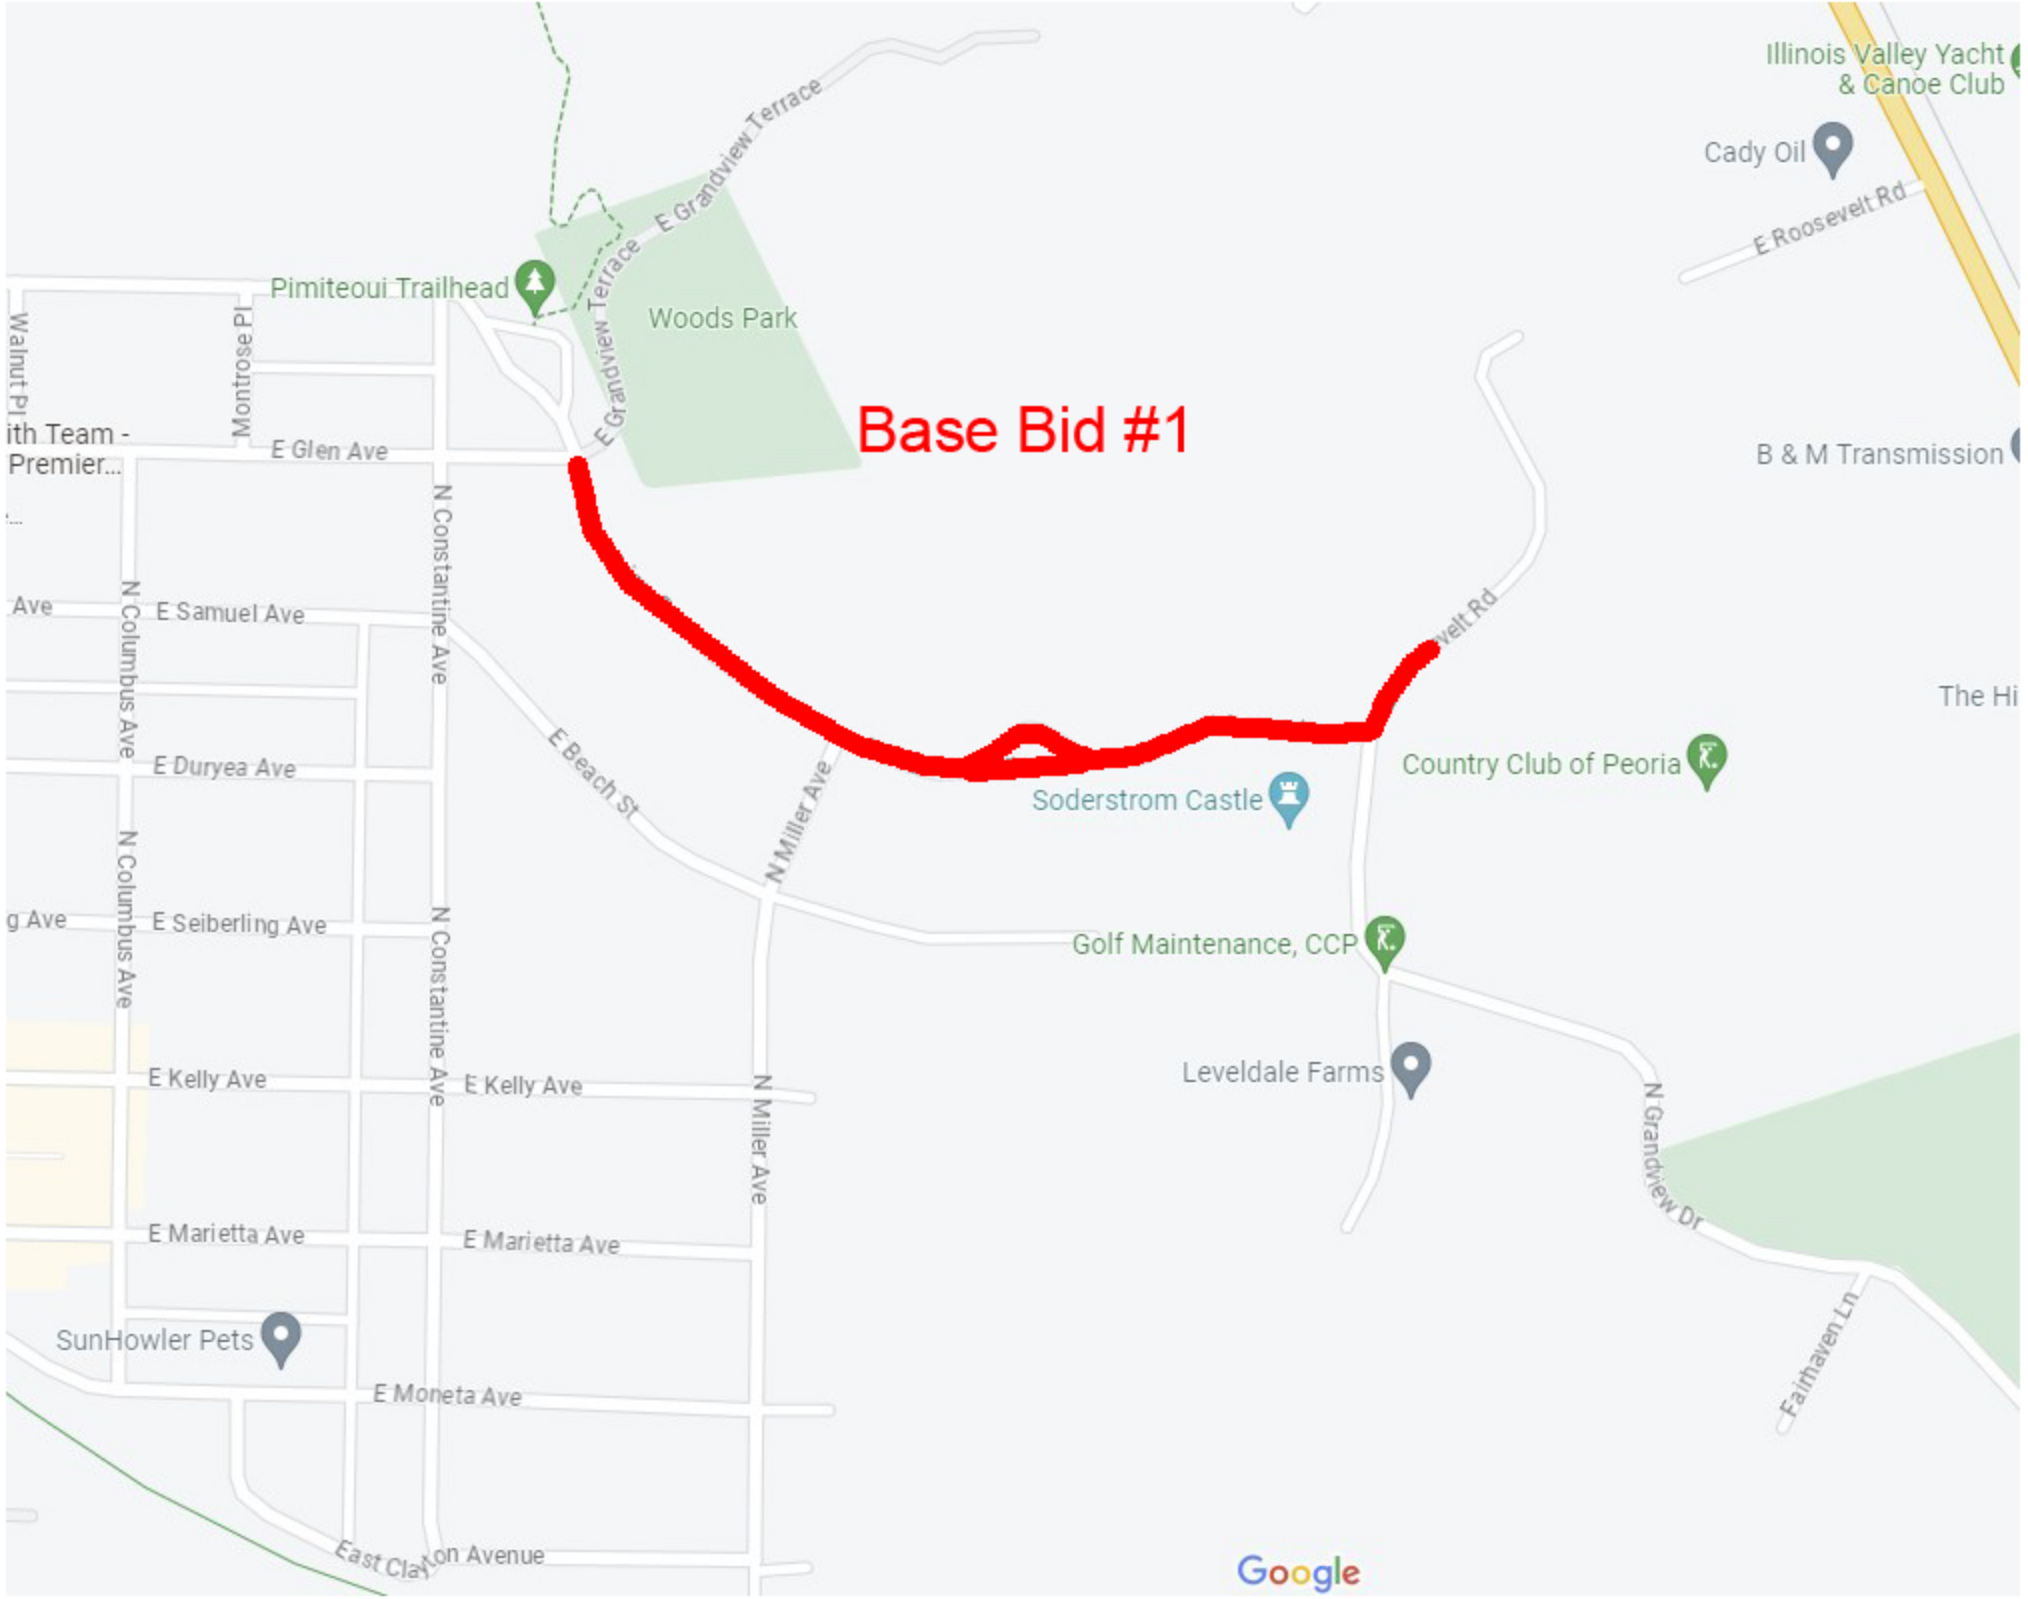 Illinois Valley Yacht
& Canoe Club
Cady Oil
E Roosevelt Rd
E Grandview Terrace
E Grandview Terrace
Pimiteoui Trailhead
Woods Park
Walnut Pl
Montrose Pl
Base Bid #1
ith Team -
Premier...
E Glen Ave
B & M Transmission
N Constantine Ave
Ave
E Samuel Ave
N Columbus Ave
velt Rd
The Hi
E Duryea Ave
E Beach St
N Miller Ave
Country Club of Peoria
Soderstrom Castle
g Ave
E Seiberling Ave
N Columbus Ave
N Constantine Ave
Golf Maintenance, CCP
E Kelly Ave
E Kelly Ave
Leveldale Farms
N Miller Ave
N Grandview Dr
E Marietta Ave
E Marietta Ave
SunHowler Pets
Fairhaven Ln
E Moneta Ave
East Cla
on Avenue
Google